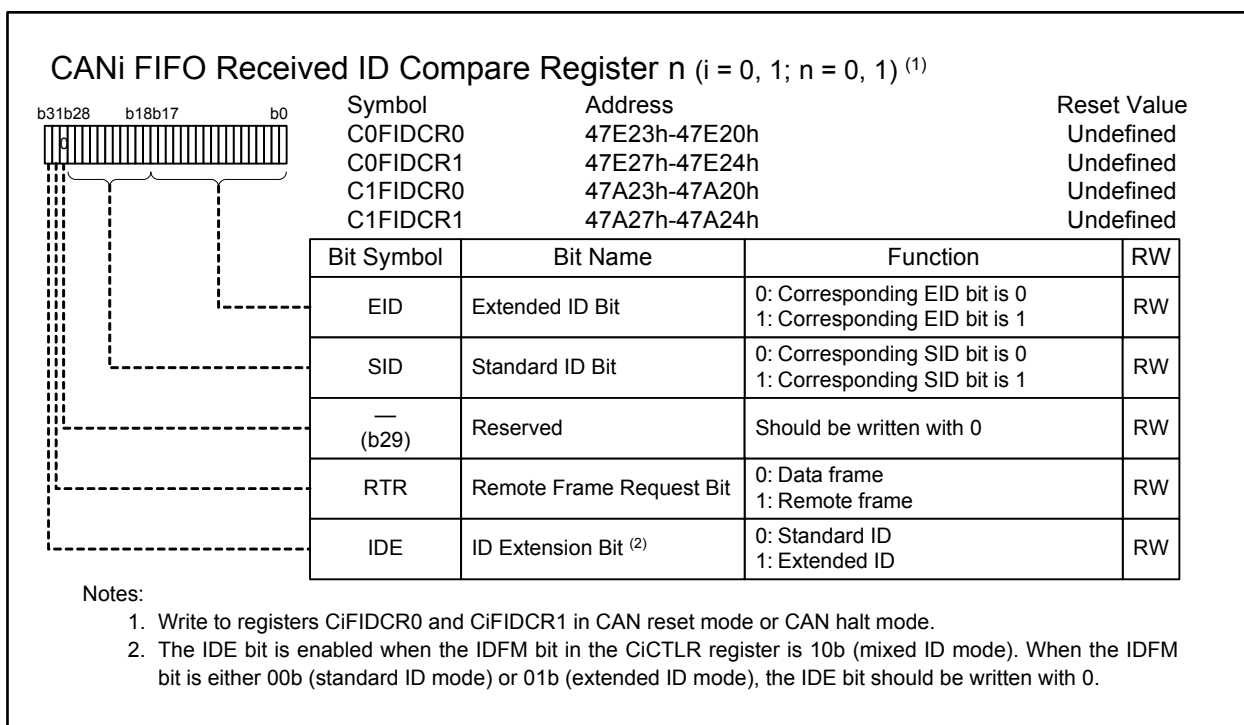 CANi FIFO Received ID Compare Register n (i = 0, 1; n = 0, 1) (1)
b31b28 b18b17 b0
0
Symbol Address Reset Value
C0FIDCR0 47E23h-47E20h Undefined
C0FIDCR1 47E27h-47E24h Undefined
C1FIDCR0 47A23h-47A20h Undefined
C1FIDCR1 47A27h-47A24h Undefined
Bit Symbol Bit Name Function RW
EID Extended ID Bit 0: Corresponding EID bit is 0
1: Corresponding EID bit is 1 RW
SID Standard ID Bit 0: Corresponding SID bit is 0
1: Corresponding SID bit is 1 RW
—
(b29) Reserved Should be written with 0 RW
RTR Remote Frame Request Bit 0: Data frame
1: Remote frame RW
IDE ID Extension Bit (2) 0: Standard ID
1: Extended ID RW
Notes:
1. Write to registers CiFIDCR0 and CiFIDCR1 in CAN reset mode or CAN halt mode.
2. The IDE bit is enabled when the IDFM bit in the CiCTLR register is 10b (mixed ID mode). When the IDFM
bit is either 00b (standard ID mode) or 01b (extended ID mode), the IDE bit should be written with 0.